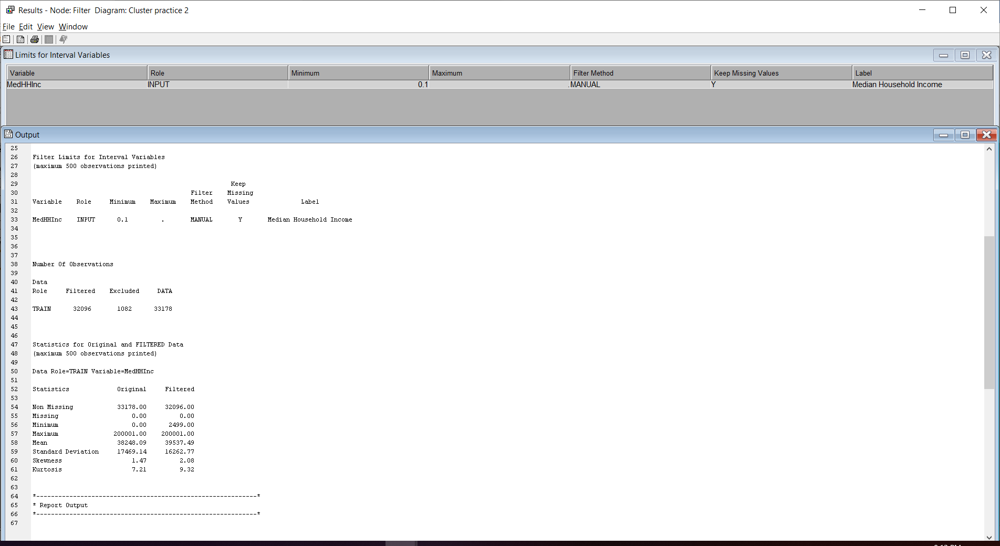 Results - Node: Filter  Diagram: Cluster practice 2
File Edit View Window
Limits for Interval Variables
Variable Role Minimum Maximum Filter Method Keep Missing Values Label
MedHHInc INPUT 0.1 . MANUAL Y Median Household Income
Output
25
26 Filter Limits for Interval Variables
27 (maximum 500 observations printed)
28
29 Keep
30 Filter Missing
31 Variable Role Minimum Maximum Method Values Label
32
33 MedHHInc INPUT 0.1 . MANUAL Y Median Household Income
34
35
36
37
38 Number Of Observations
39
40 Data
41 Role Filtered Excluded DATA
42
43 TRAIN 32096 1082 33178
44
45
46
47 Statistics for Original and FILTERED Data
48 (maximum 500 observations printed)
49
50 Data Role=TRAIN Variable=MedHHInc
51
52 Statistics Original Filtered
53
54 Non Missing 33178.00 32096.00
55 Missing 0.00 0.00
56 Minimum 0.00 2499.00
57 Maximum 200001.00 200001.00
58 Mean 38248.09 39537.49
59 Standard Deviation 17469.14 16262.77
60 Skewness 1.47 2.08
61 Kurtosis 7.21 9.32
62
63
64 *------------------------------------------------------------*
65 * Report Output
66 *------------------------------------------------------------*
67